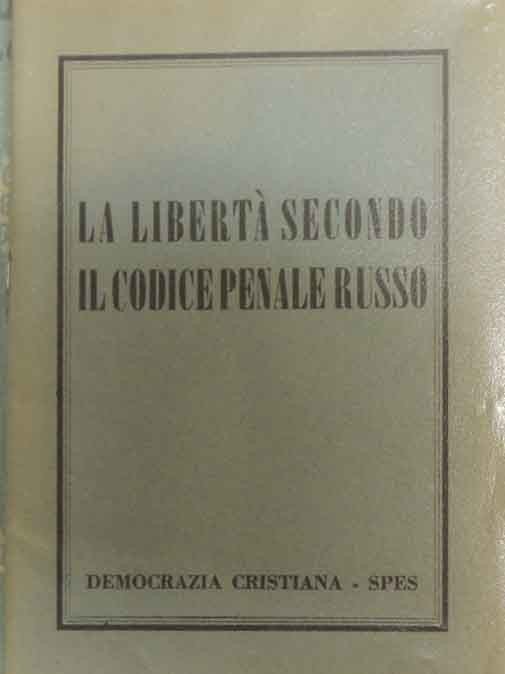 LA LIBERTÀ SECONDO
IL CODICE PENALE RUSSO
DEMOCRAZIA CRISTIANA - SPES